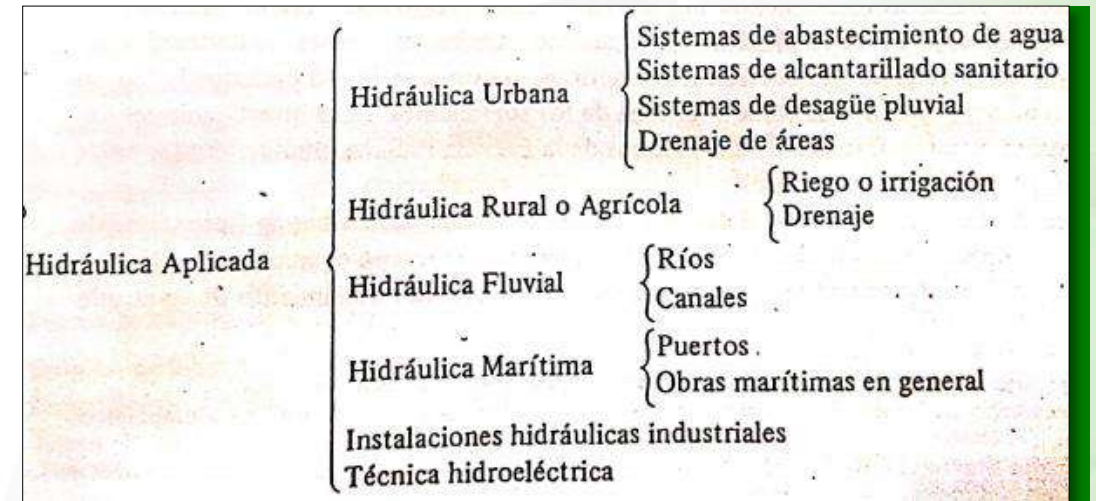 Hidráulica Aplicada
Hidráulica Urbana
Sistemas de abastecimiento de agua
Sistemas de alcantarillado sanitario
Sistemas de desagüe pluvial
Drenaje de áreas
Hidráulica Rural o Agrícola
Riego o irrigación
Drenaje
Hidráulica Fluvial
Ríos
Canales
Hidráulica Marítima
Puertos
Obras marítimas en general
Instalaciones hidráulicas industriales
Técnica hidroeléctrica